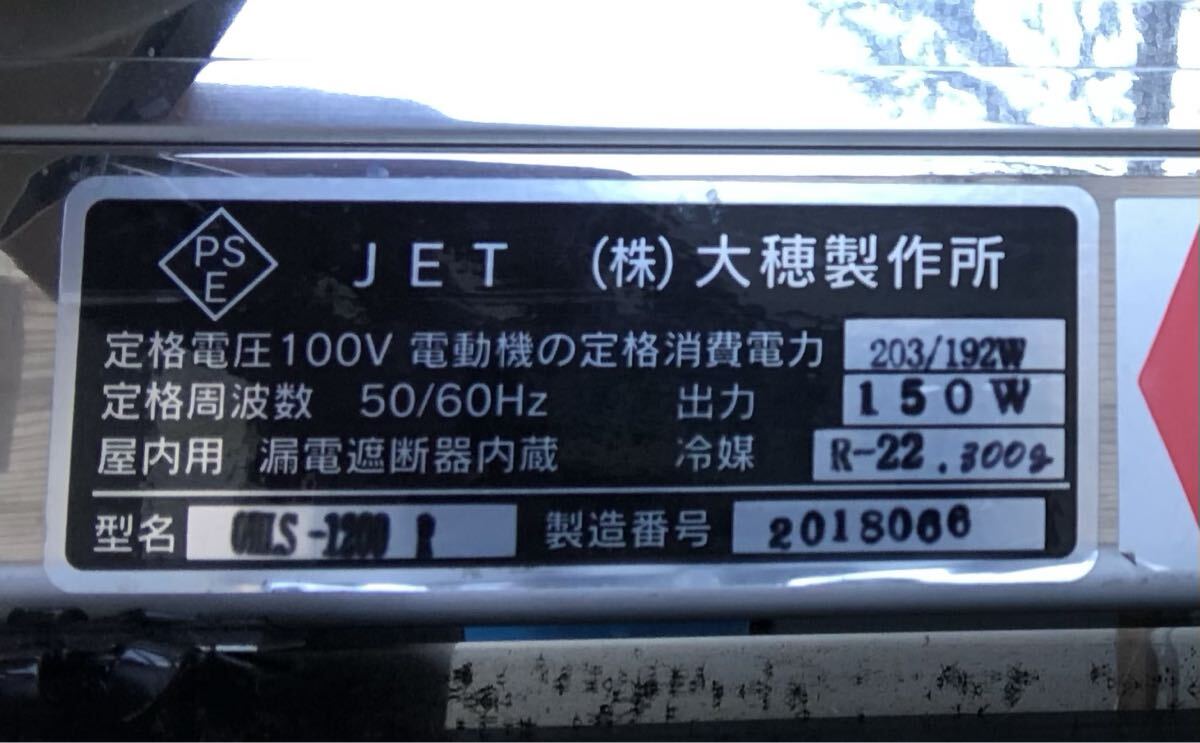 PSE JET (株)大穂製作所
定格電圧100V 電動機の定格消費電力 203/192W
定格周波数 50/60Hz 出力 150W
屋内用 漏電遮断器内蔵 冷媒 R-22.300g
型名 OHLS-1200 R 製造番号 2018066